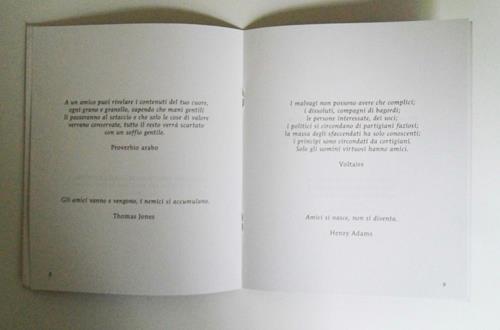 A un amico puoi rivelare i contenuti del tuo cuore,
ogni grano e granello, sapendo che mani gentili
li passeranno al setaccio e che solo le cose di valore
verranno conservate, tutto il resto verrà scartato
con un soffio gentile.
Proverbio arabo
Gli amici vanno e vengono, i nemici si accumulano.
Thomas Jones
8
I malvagi non possono avere che complici;
i dissoluti, compagni di bagordi;
le persone interessate, dei soci;
i politici si circondano di partigiani faziosi;
la massa degli sfaccendati ha solo conoscenti;
i principi sono circondati da cortigiani.
Solo gli uomini virtuosi hanno amici.
Voltaire
Amici si nasce, non si diventa.
Henry Adams
9